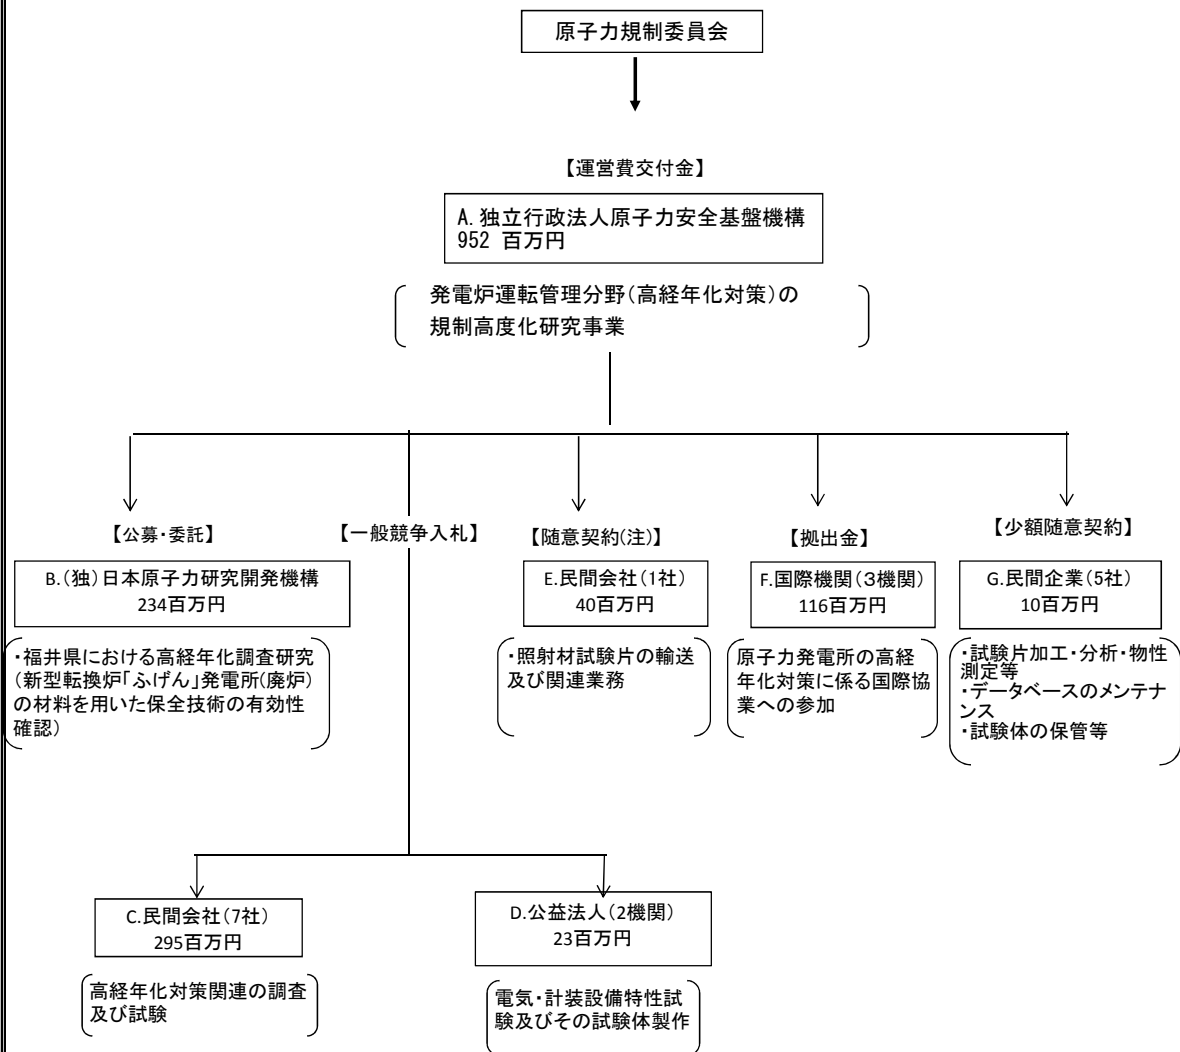 原子力規制委員会
【運営費交付金】
A. 独立行政法人原子力安全基盤機構
952 百万円
発電炉運転管理分野(高経年化対策)の
規制高度化研究事業
【公募・委託】
B.(独)日本原子力研究開発機構
234百万円
・福井県における高経年化調査研究
(新型転換炉「ふげん」発電所(廃炉)
の材料を用いた保全技術の有効性
確認)
【一般競争入札】
【随意契約(注)】
E.民間会社(1社)
40百万円
・照射材試験片の輸送
及び関連業務
【拠出金】
F.国際機関(3機関)
116百万円
原子力発電所の高経
年化対策に係る国際協
業への参加
【少額随意契約】
G.民間企業(5社)
10百万円
・試験片加工・分析・物性
測定等
・データベースのメンテナ
ンス
・試験体の保管等
C.民間会社(7社)
295百万円
高経年化対策関連の調査
及び試験
D.公益法人(2機関)
23百万円
電気・計装設備特性試
験及びその試験体製作